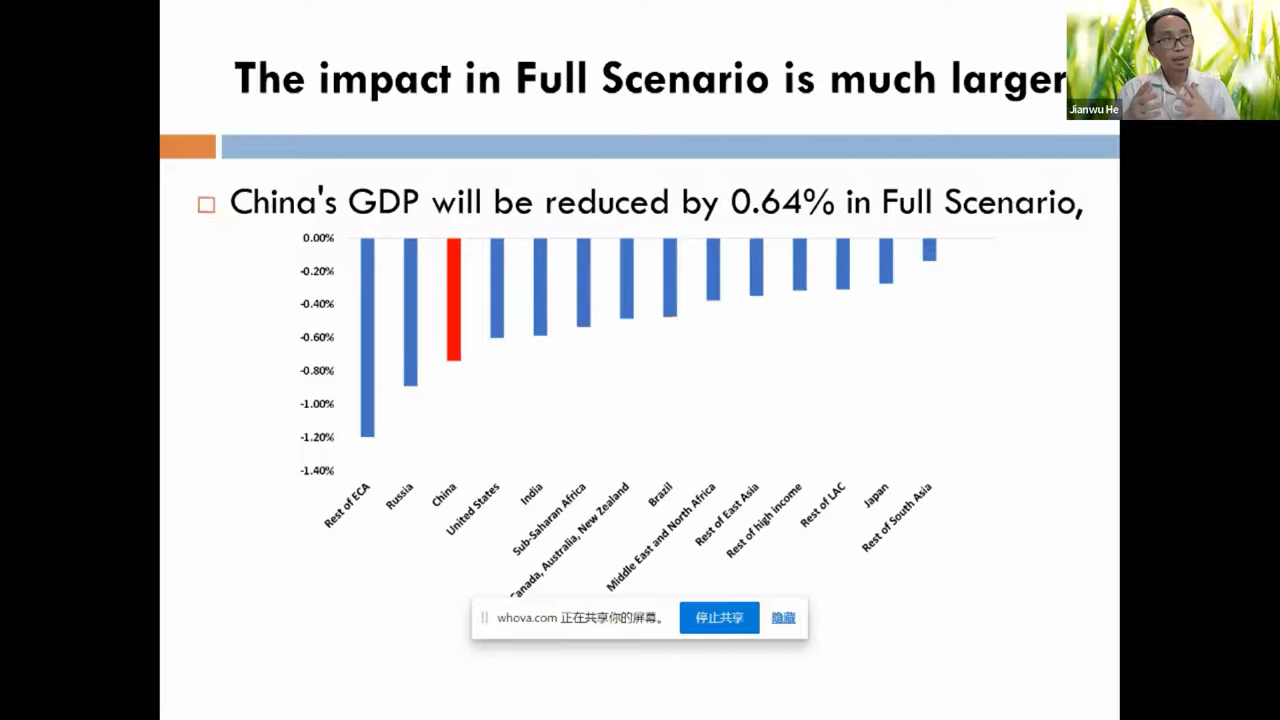 The impact in Full Scenario is much larger
Jianwu He
China's GDP will be reduced by 0.64% in Full Scenario,
0.00%
-0.20%
-0.40%
-0.60%
-0.80%
-1.00%
-1.20%
-1.40%
Rest of ECA
Russia
China
United States
India
Sub-Saharan Africa
Canada, Australia, New Zealand
Brazil
Middle East and North Africa
Rest of East Asia
Rest of high income
Rest of LAC
Japan
Rest of South Asia
whova.com 正在共享你的屏幕。 停止共享 隐藏